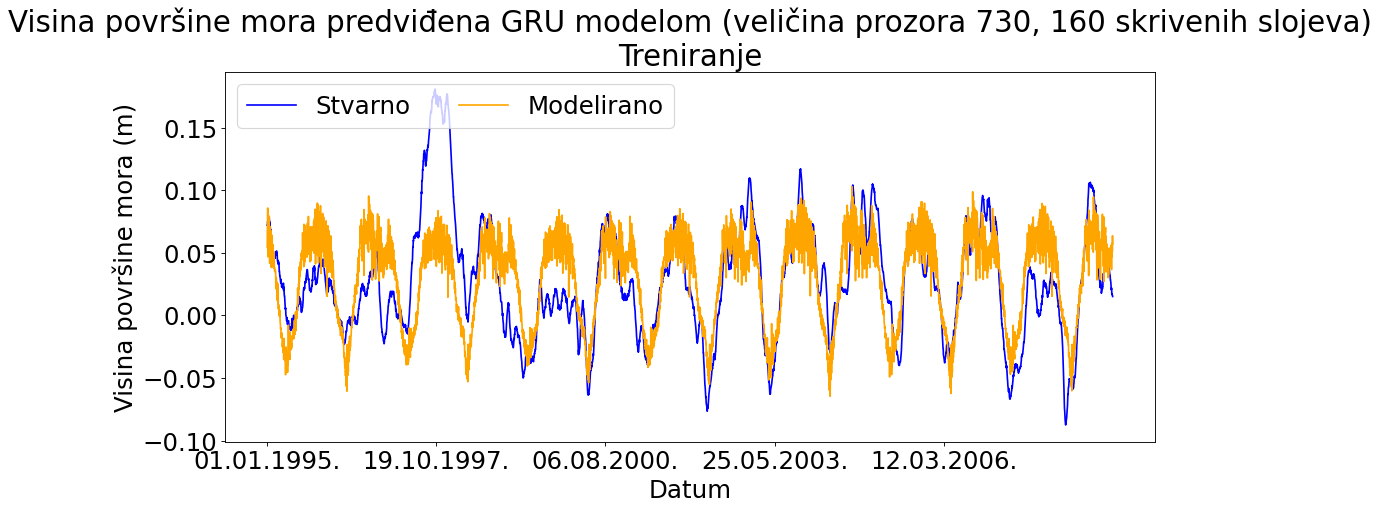 Visina površine mora predviđena GRU modelom (veličina prozora 730, 160 skrivenih slojeva)
Treniranje
Stvarno
Modelirano
Visina površine mora (m)
0.15
0.10
0.05
0.00
−0.05
−0.10
01.01.1995.
19.10.1997.
06.08.2000.
25.05.2003.
12.03.2006.
Datum